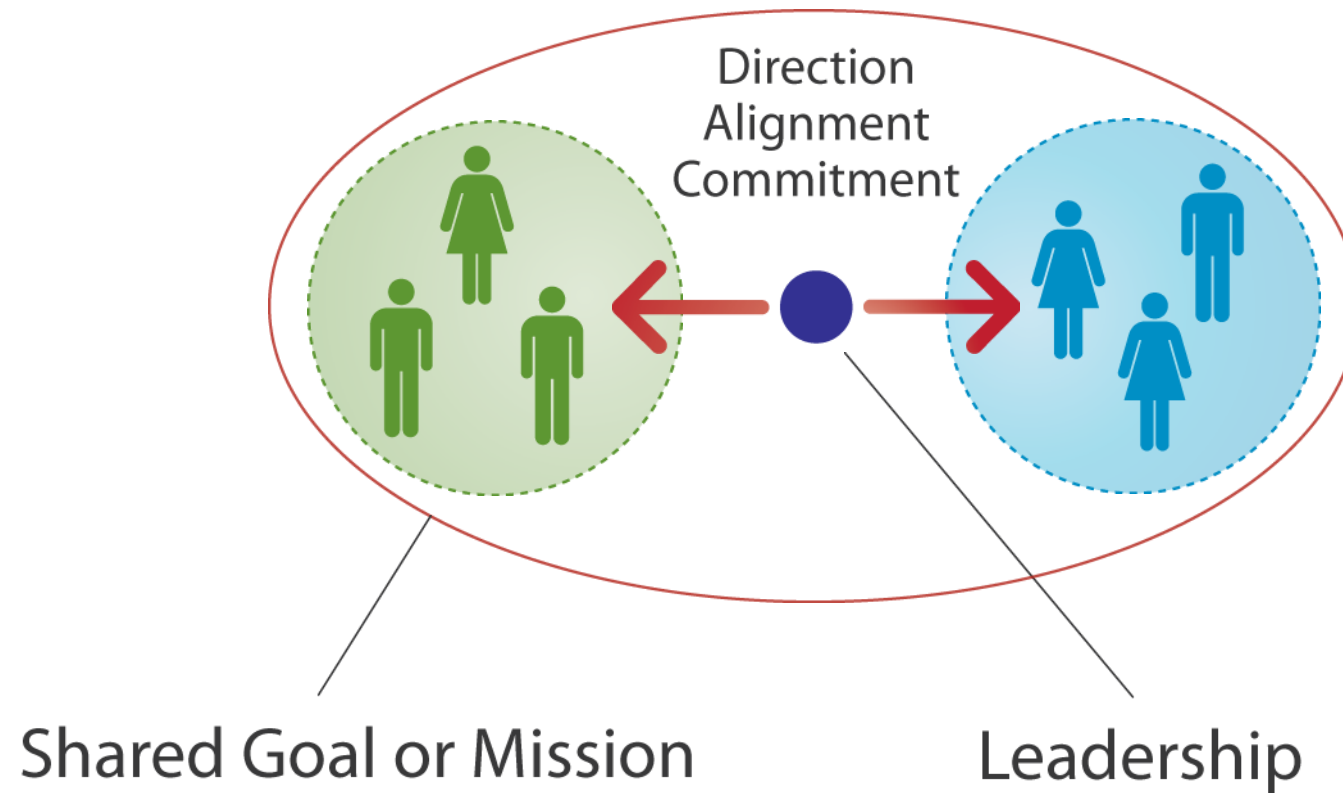 Direction
Alignment
Commitment
Shared Goal or Mission
Leadership